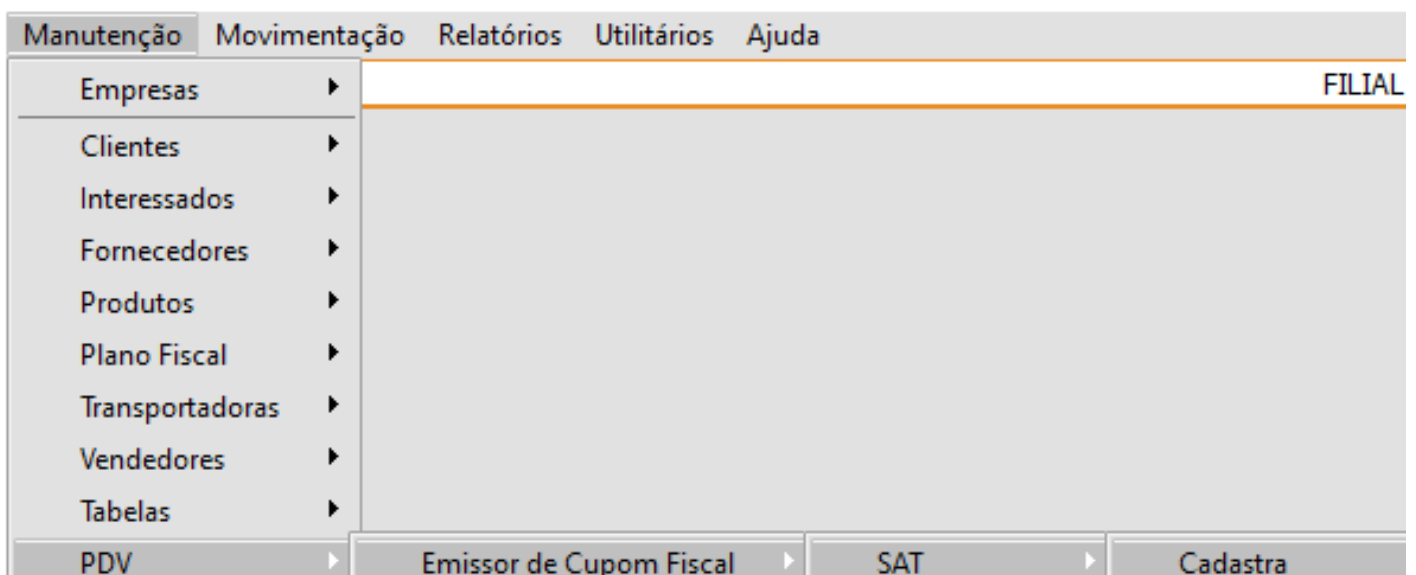 Manutenção Movimentação Relatórios Utilitários Ajuda
Empresas FILIAL
Clientes
Interessados
Fornecedores
Produtos
Plano Fiscal
Transportadoras
Vendedores
Tabelas
PDV Emissor de Cupom Fiscal SAT Cadastra